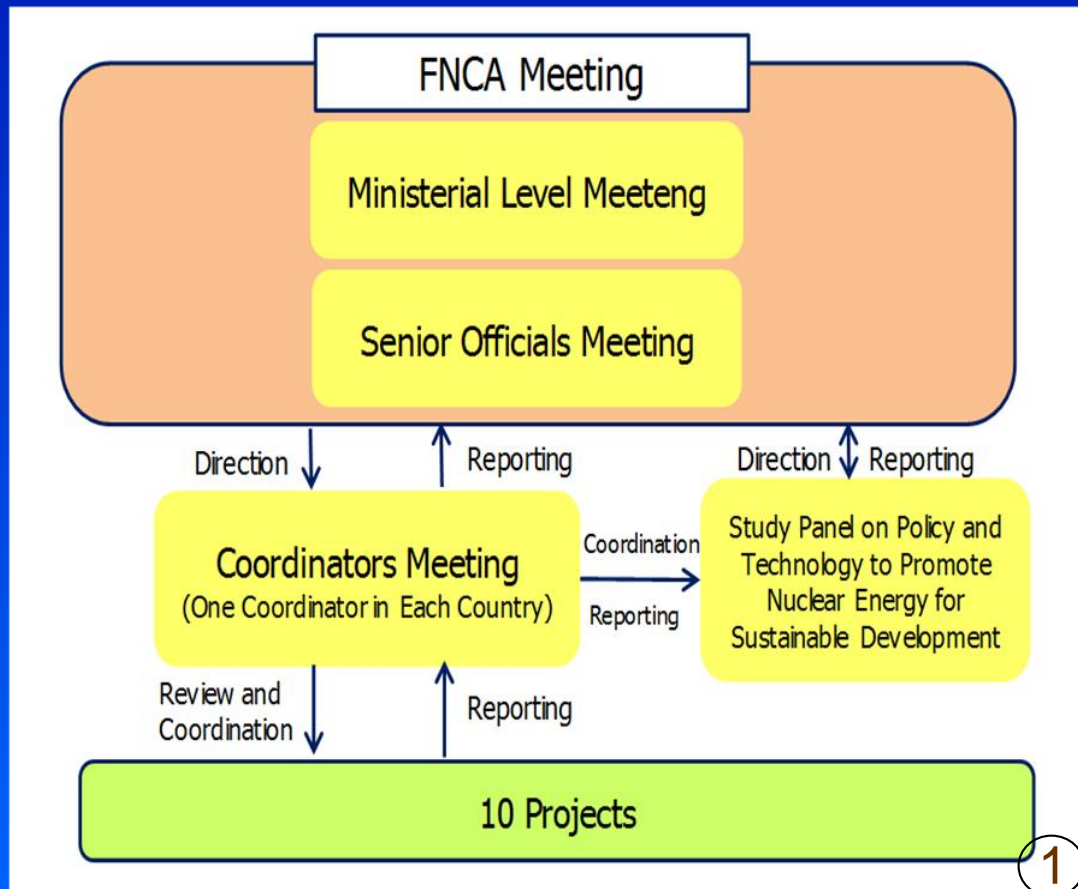 FNCA Meeting
Ministerial Level Meeteng
Senior Officials Meeting
Direction
Reporting
Direction
Reporting
Coordinators Meeting
(One Coordinator in Each Country)
Coordination
Reporting
Study Panel on Policy and
Technology to Promote
Nuclear Energy for
Sustainable Development
Review and
Coordination
Reporting
10 Projects
1